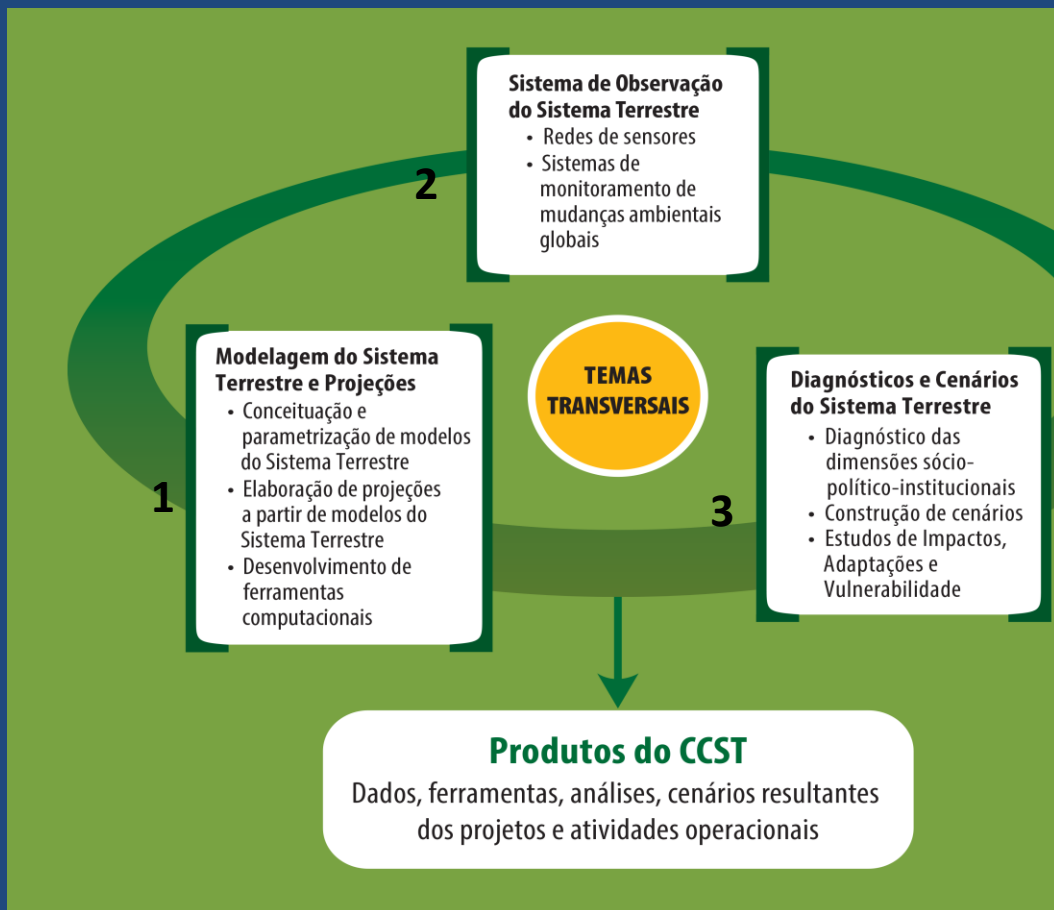 Sistema de Observação
do Sistema Terrestre
• Redes de sensores
• Sistemas de
monitoramento de
mudanças ambientais
globais
2
Modelagem do Sistema
Terrestre e Projeções
• Conceituação e
parametrização de modelos
do Sistema Terrestre
• Elaboração de projeções
a partir de modelos do
Sistema Terrestre
• Desenvolvimento de
ferramentas
computacionais
1
TEMAS
TRANSVERSAIS
Diagnósticos e Cenários
do Sistema Terrestre
• Diagnóstico das
dimensões sócio-
político-institucionais
• Construção de cenários
• Estudos de Impactos,
Adaptações e
Vulnerabilidade
3
Produtos do CCST
Dados, ferramentas, análises, cenários resultantes
dos projetos e atividades operacionais